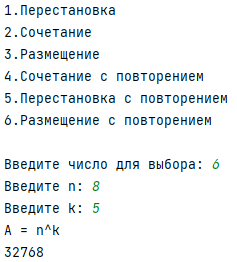 1.Перестановка
2.Сочетание
3.Размещение
4.Сочетание с повторением
5.Перестановка с повторением
6.Размещение с повторением
Введите число для выбора: 6
Введите n: 8
Введите k: 5
A = n^k
32768